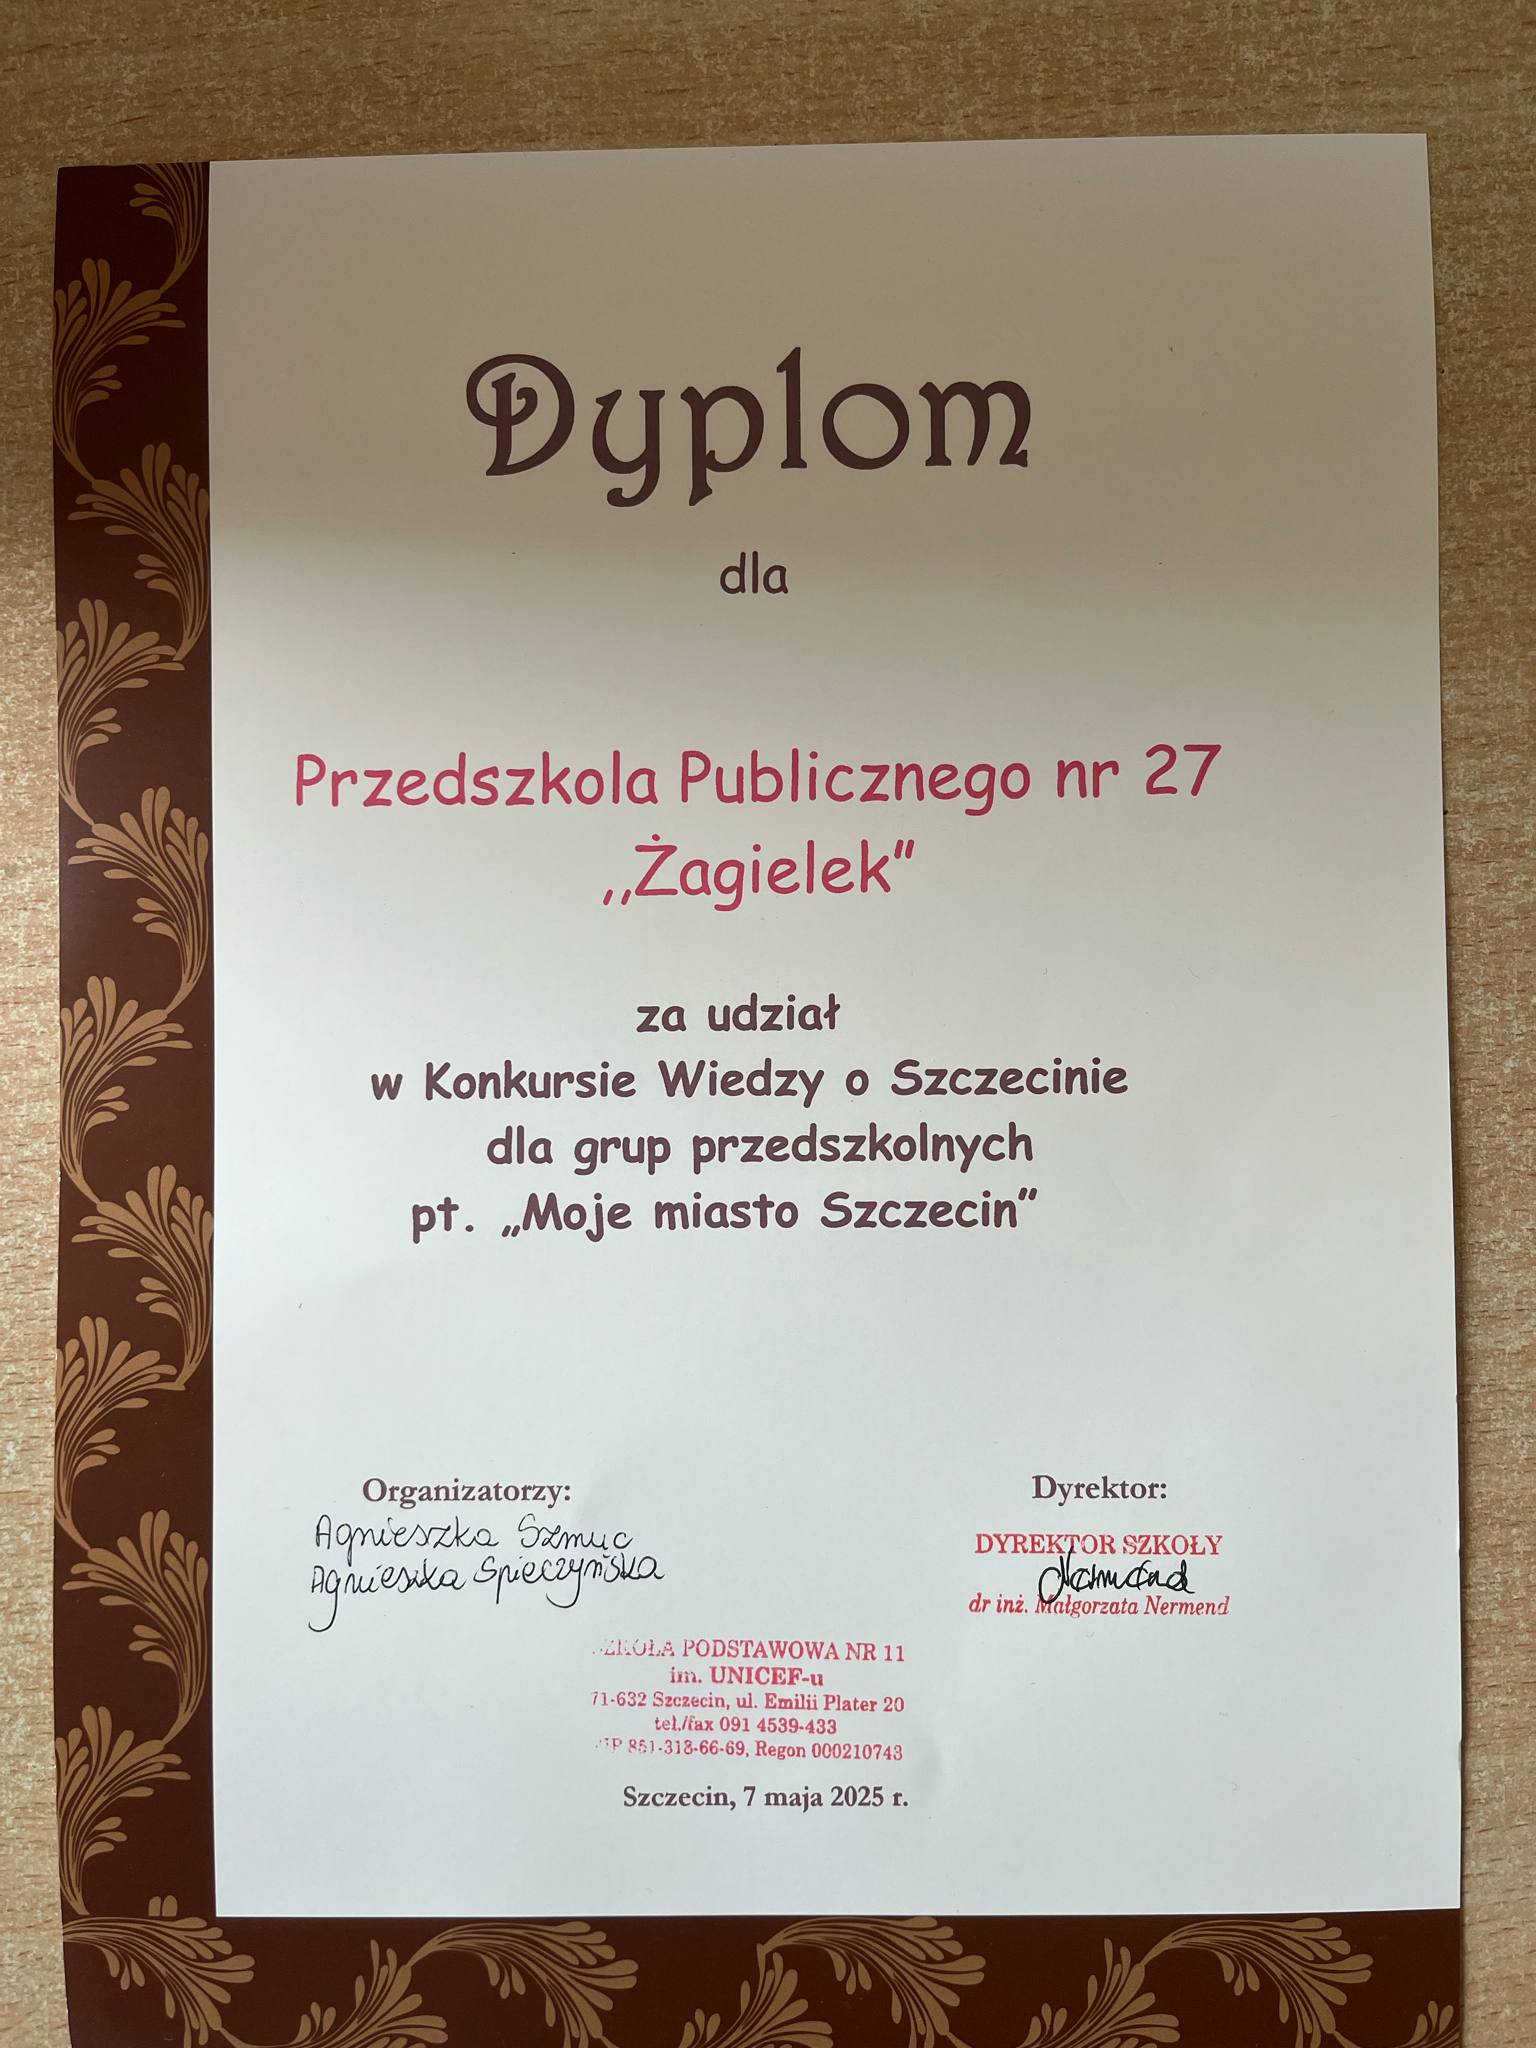 Dyplom
dla
Przedszkola Publicznego nr 27
,,Żagielek"
za udział
w Konkursie Wiedzy o Szczecinie
dla grup przedszkolnych
pt. „Moje miasto Szczecin"
Organizatorzy:
Agnieszka Szmuc
Agnieszka Spieczyńska
Dyrektor:
DYREKTOR SZKOŁY
Nermend
dr inż. Małgorzata Nermend
SZKOŁA PODSTAWOWA NR 11
im. UNICEF-u
71-632 Szczecin, ul. Emilii Plater 20
tel./fax 091 4539-433
NIP 851-318-66-69, Regon 000210743
Szczecin, 7 maja 2025 r.